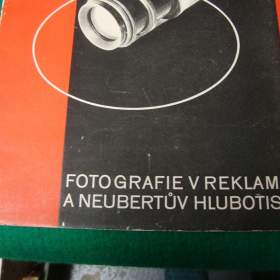 FOTOGRAFIE V REKLAM
A NEUBERTŮV HLUBOTIS